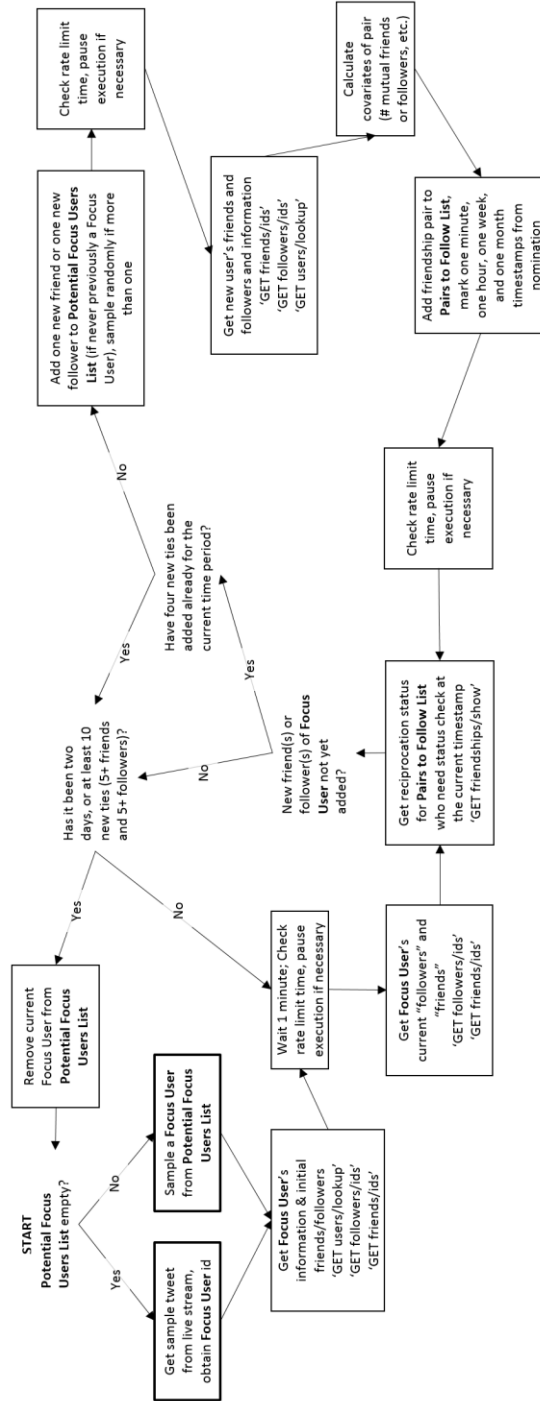 START
Potential Focus
Users List empty?
Yes
No
Get sample tweet
from live stream,
obtain Focus User id
Sample a Focus User
from Potential Focus
Users List
Get Focus User's
information & initial
friends/followers
'GET users/lookup'
'GET followers/ids'
'GET friends/ids'
Wait 1 minute; Check
rate limit time, pause
execution if necessary
Get Focus User's
current "followers" and
"friends"
'GET followers/ids'
'GET friends/ids'
Get reciprocation status
for Pairs to Follow List
who need status check at
the current timestamp
'GET friendships/show'
New friend(s) or
follower(s) of Focus
User not yet
added?
No
Yes
Has it been two
days, or at least 10
new ties (5+ friends
and 5+ followers)?
Yes
No
Remove current
Focus User from
Potential Focus
Users List
Have four new ties been
added already for the
current time period?
Yes
No
Add one new friend or one new
follower to Potential Focus Users
List (if never previously a Focus
User), sample randomly if more
than one
Check rate limit
time, pause
execution if
necessary
Get new user's friends and
followers and information
'GET friends/ids'
'GET followers/ids'
'GET users/lookup'
Calculate
covariates of pair
(# mutual friends
or followers, etc.)
Add friendship pair to
Pairs to Follow List,
mark one minute,
one hour, one week,
and one month
timestamps from
nomination
Check rate limit
time, pause
execution if
necessary